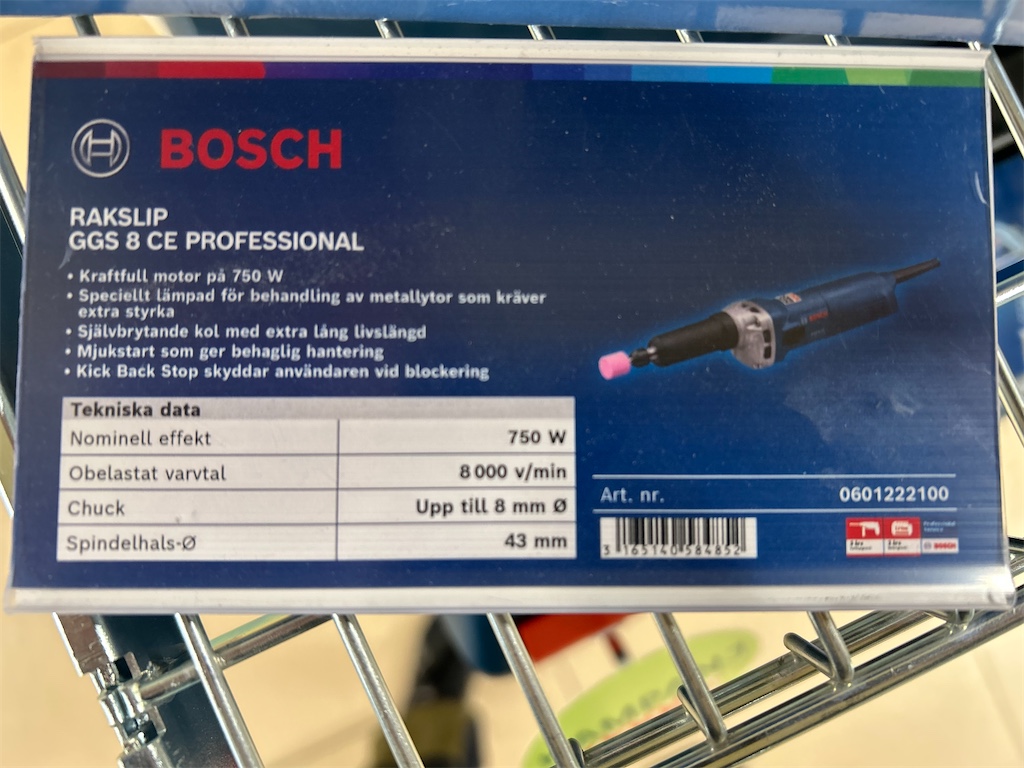 BOSCH
RAKSLIP
GGS 8 CE PROFESSIONAL
• Kraftfull motor på 750 W
• Speciellt lämpad för behandling av metallytor som kräver
extra styrka
• Självbrytande kol med extra lång livslängd
• Mjukstart som ger behaglig hantering
• Kick Back Stop skyddar användaren vid blockering
BOSCH
Tekniska data
Nominell effekt 750 W
Obelastat varvtal 8 000 v/min
Chuck Upp till 8 mm Ø
Spindelhals-Ø 43 mm
Art. nr. 0601222100
3 165140 584852
BOSCH